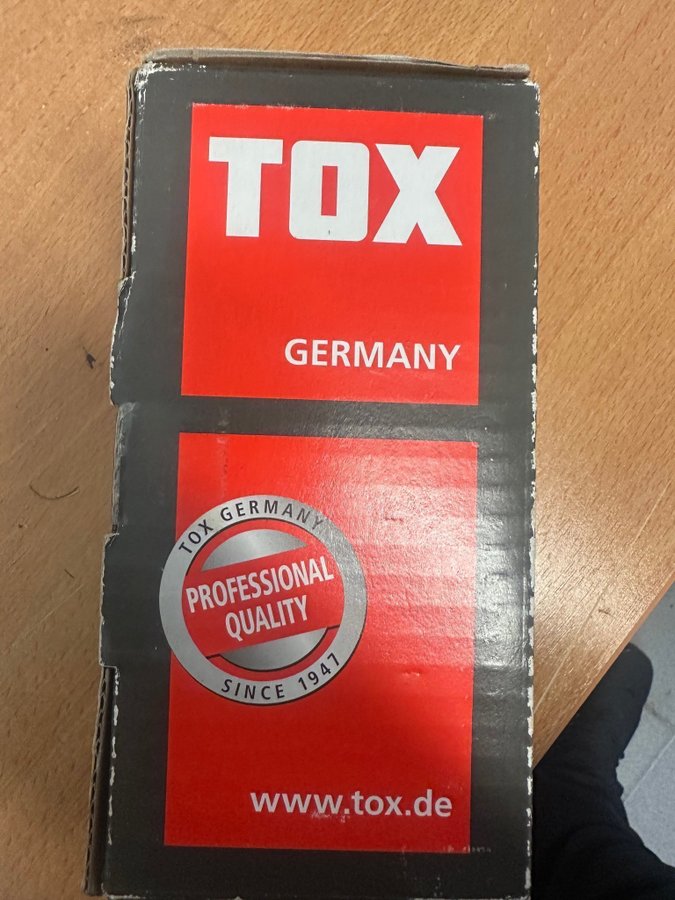 TOX
GERMANY
TOX GERMANY
PROFESSIONAL
QUALITY
SINCE 1947
www.tox.de